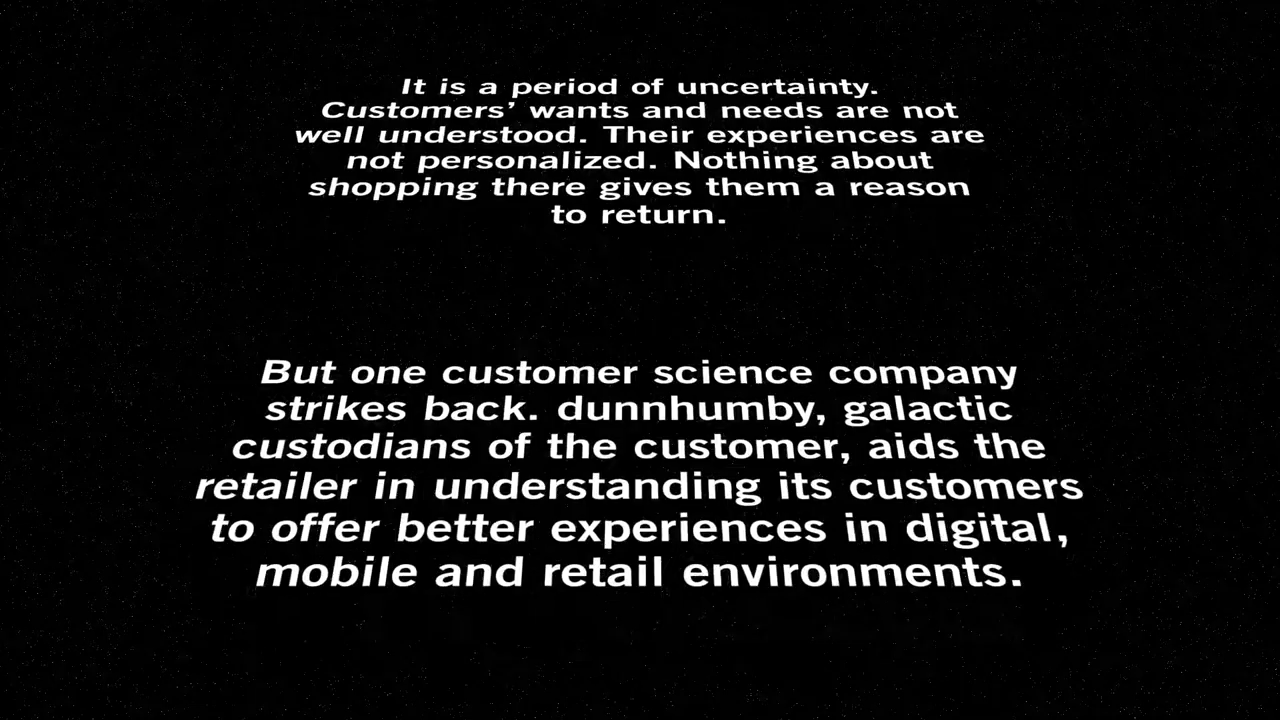 It is a period of uncertainty.
Customers’ wants and needs are not
well understood. Their experiences are
not personalized. Nothing about
shopping there gives them a reason
to return.
But one customer science company
strikes back. dunnhumby, galactic
custodians of the customer, aids the
retailer in understanding its customers
to offer better experiences in digital,
mobile and retail environments.